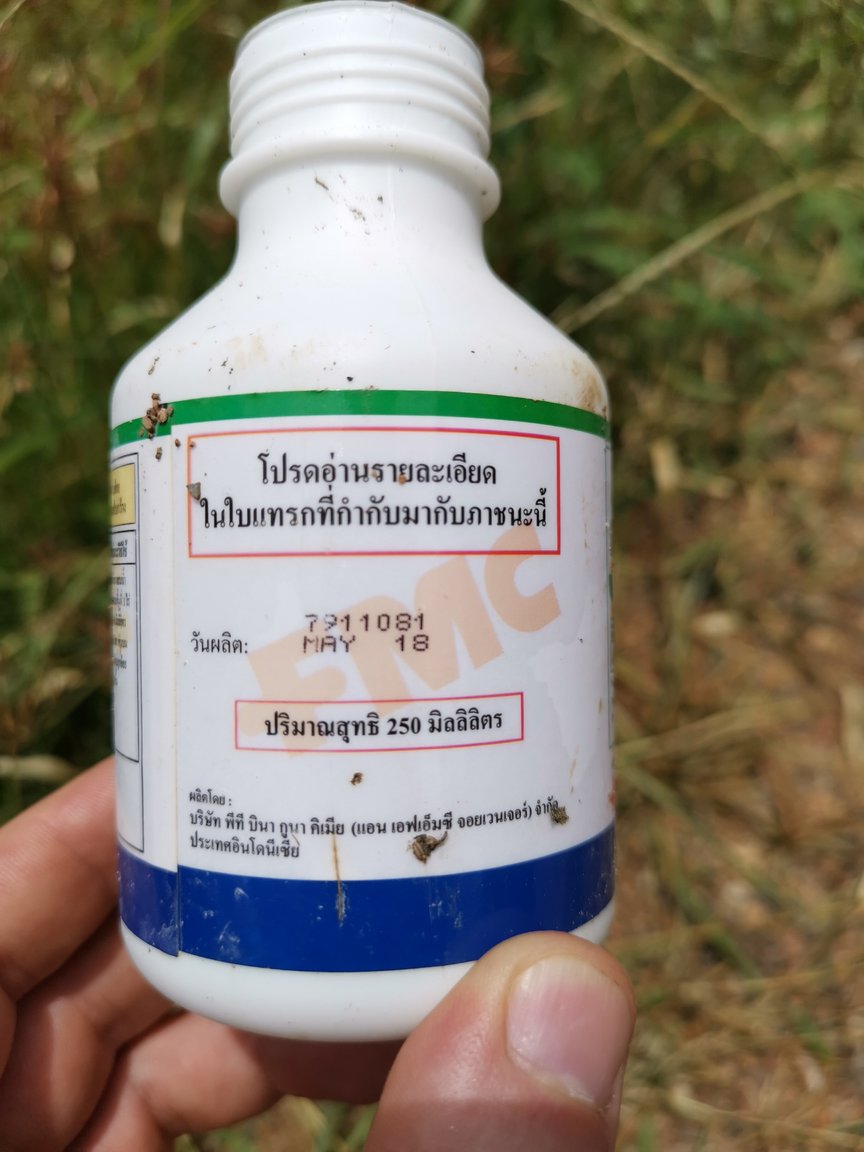 โปรดอ่านรายละเอียด
ในใบแทรกที่กำกับมากับภาชนะนี้
FMC
7911081
วันผลิต: MAY 18
ปริมาณสุทธิ 250 มิลลิลิตร
ผลิตโดย :
บริษัท พีที บินา กูนา คิเมีย (แอน เอฟเอ็มซี จอยเวนเจอร์) จำกัด
ประเทศอินโดนีเซีย